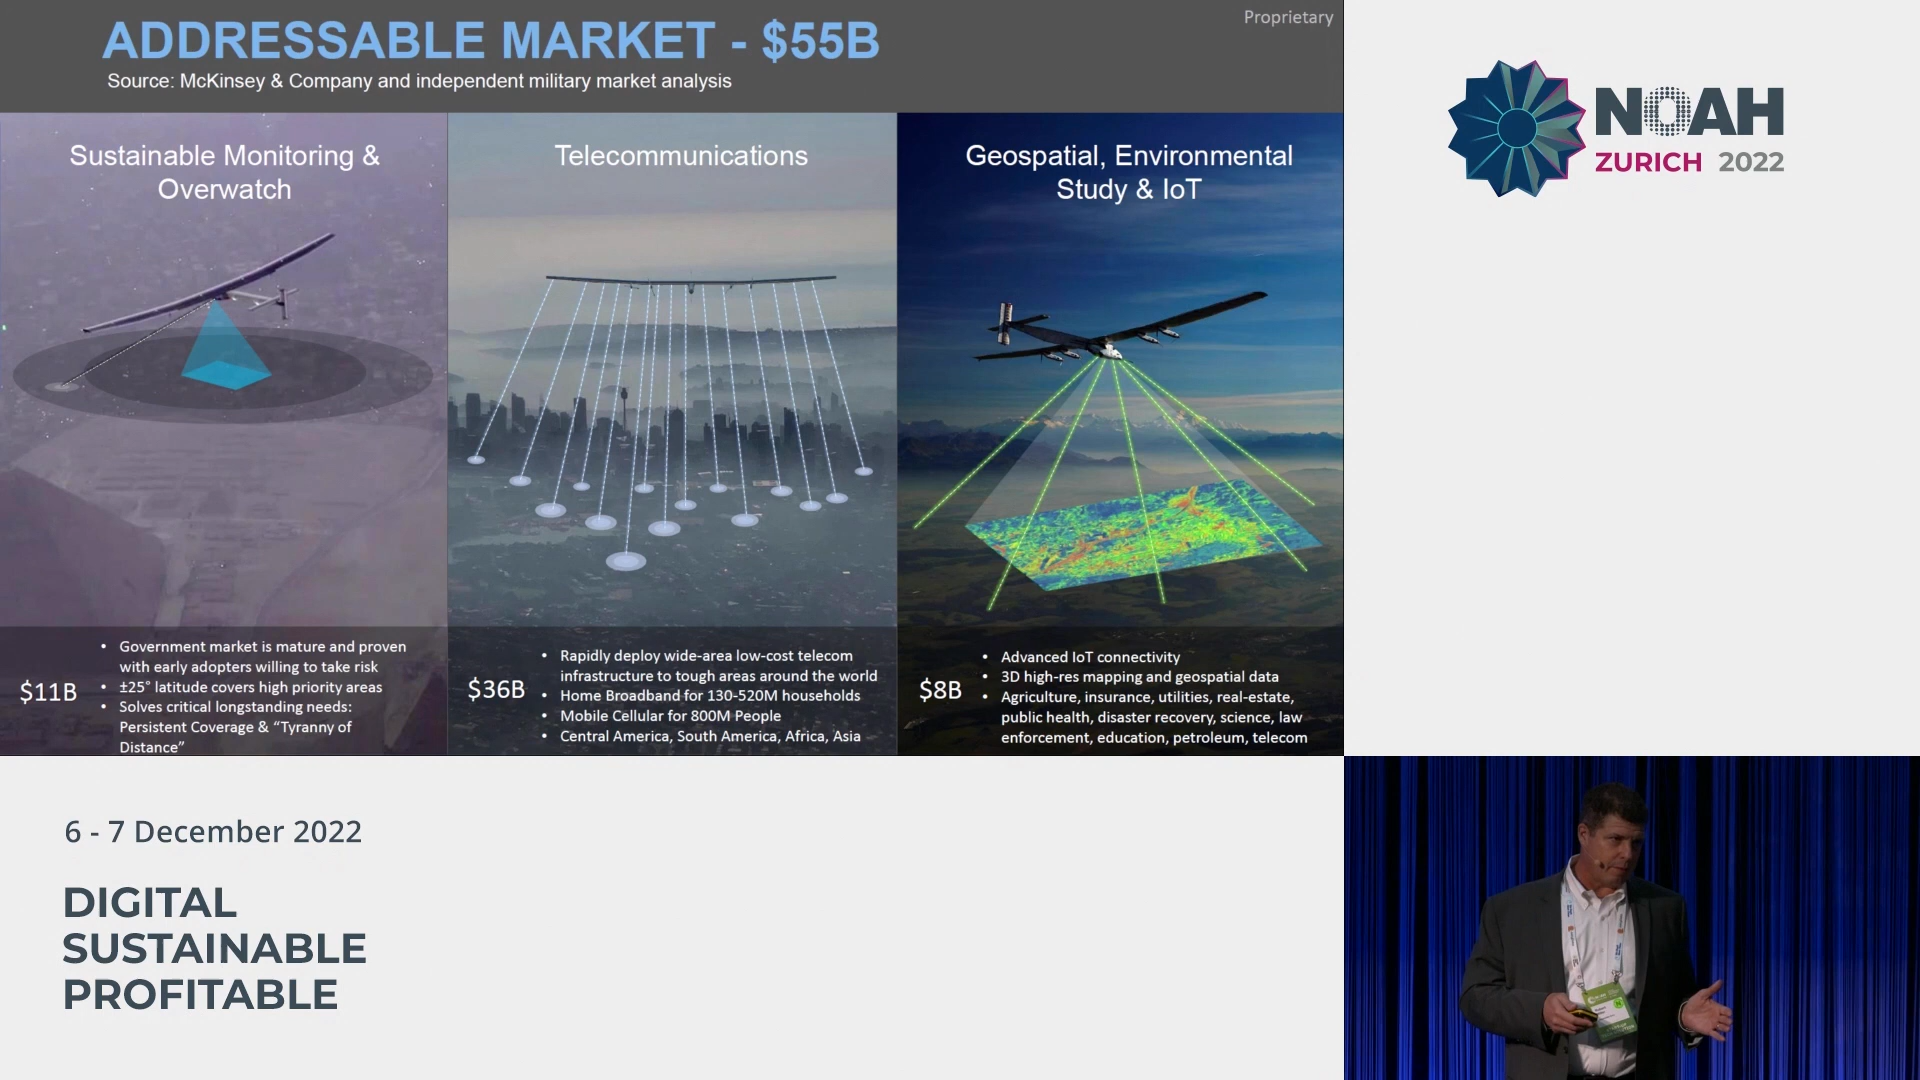 ADDRESSABLE MARKET - $55B
Source: McKinsey & Company and independent military market analysis
Proprietary
Sustainable Monitoring &
Overwatch
$11B
• Government market is mature and proven
with early adopters willing to take risk
• ±25° latitude covers high priority areas
• Solves critical longstanding needs:
Persistent Coverage & “Tyranny of
Distance”
Telecommunications
$36B
• Rapidly deploy wide-area low-cost telecom
infrastructure to tough areas around the world
• Home Broadband for 130-520M households
• Mobile Cellular for 800M People
• Central America, South America, Africa, Asia
Geospatial, Environmental
Study & IoT
$8B
• Advanced IoT connectivity
• 3D high-res mapping and geospatial data
• Agriculture, insurance, utilities, real-estate,
public health, disaster recovery, science, law
enforcement, education, petroleum, telecom
NOAH
ZURICH 2022
6 - 7 December 2022
DIGITAL
SUSTAINABLE
PROFITABLE